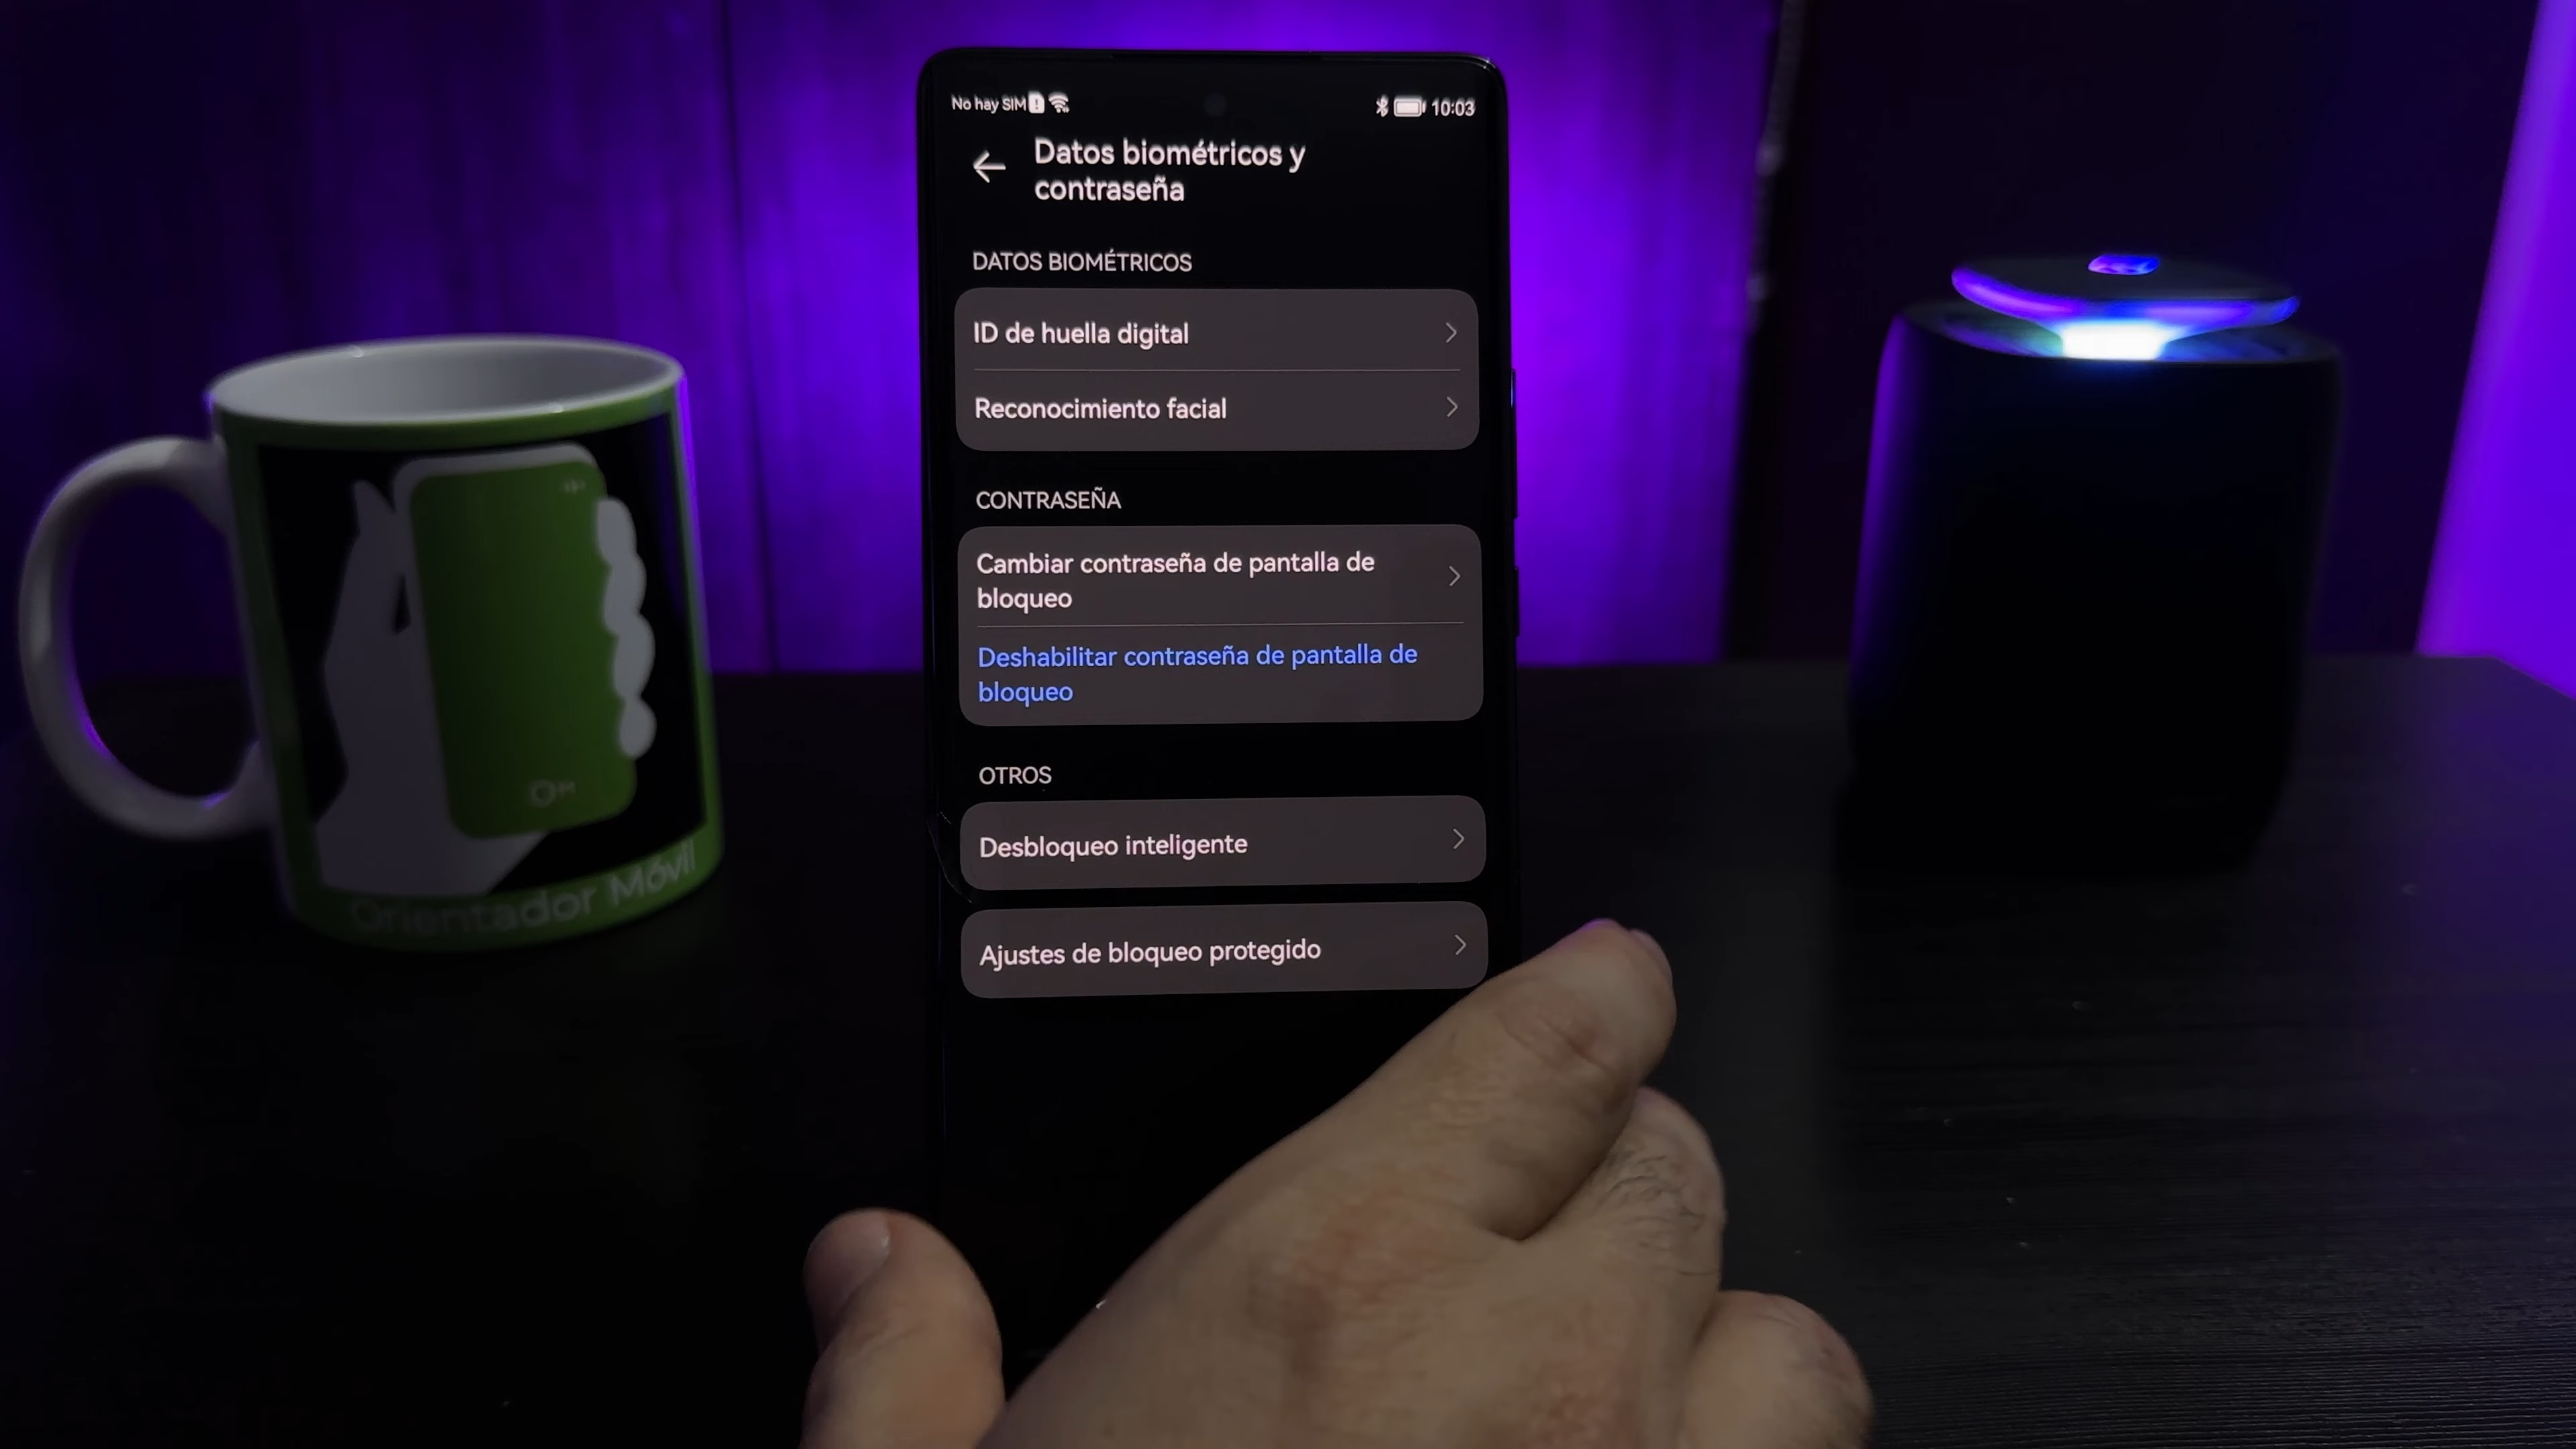 No hay SIM
10:03
Datos biométricos y
contraseña
DATOS BIOMÉTRICOS
ID de huella digital
Reconocimiento facial
CONTRASEÑA
Cambiar contraseña de pantalla de
bloqueo
Deshabilitar contraseña de pantalla de
bloqueo
OTROS
Desbloqueo inteligente
Ajustes de bloqueo protegido
Orientador Móvil